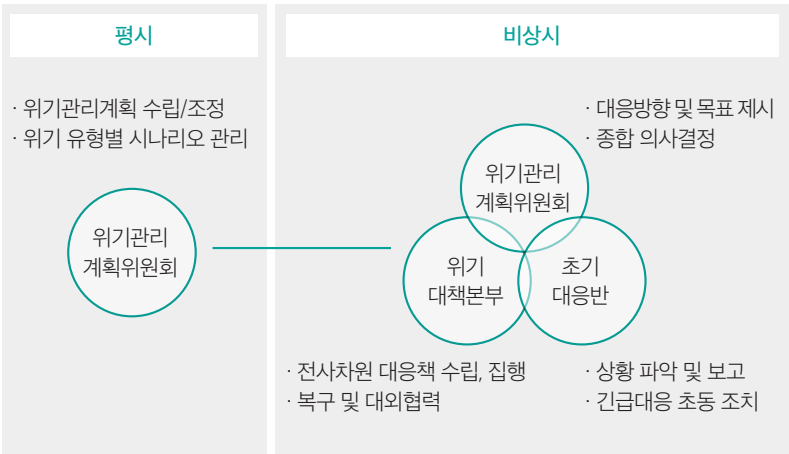 평시
· 위기관리계획 수립/조정
· 위기 유형별 시나리오 관리
위기관리
계획위원회
비상시
· 대응방향 및 목표 제시
· 종합 의사결정
위기관리
계획위원회
위기
대책본부
초기
대응반
· 전사차원 대응책 수립, 집행
· 복구 및 대외협력
· 상황 파악 및 보고
· 긴급대응 초동 조치